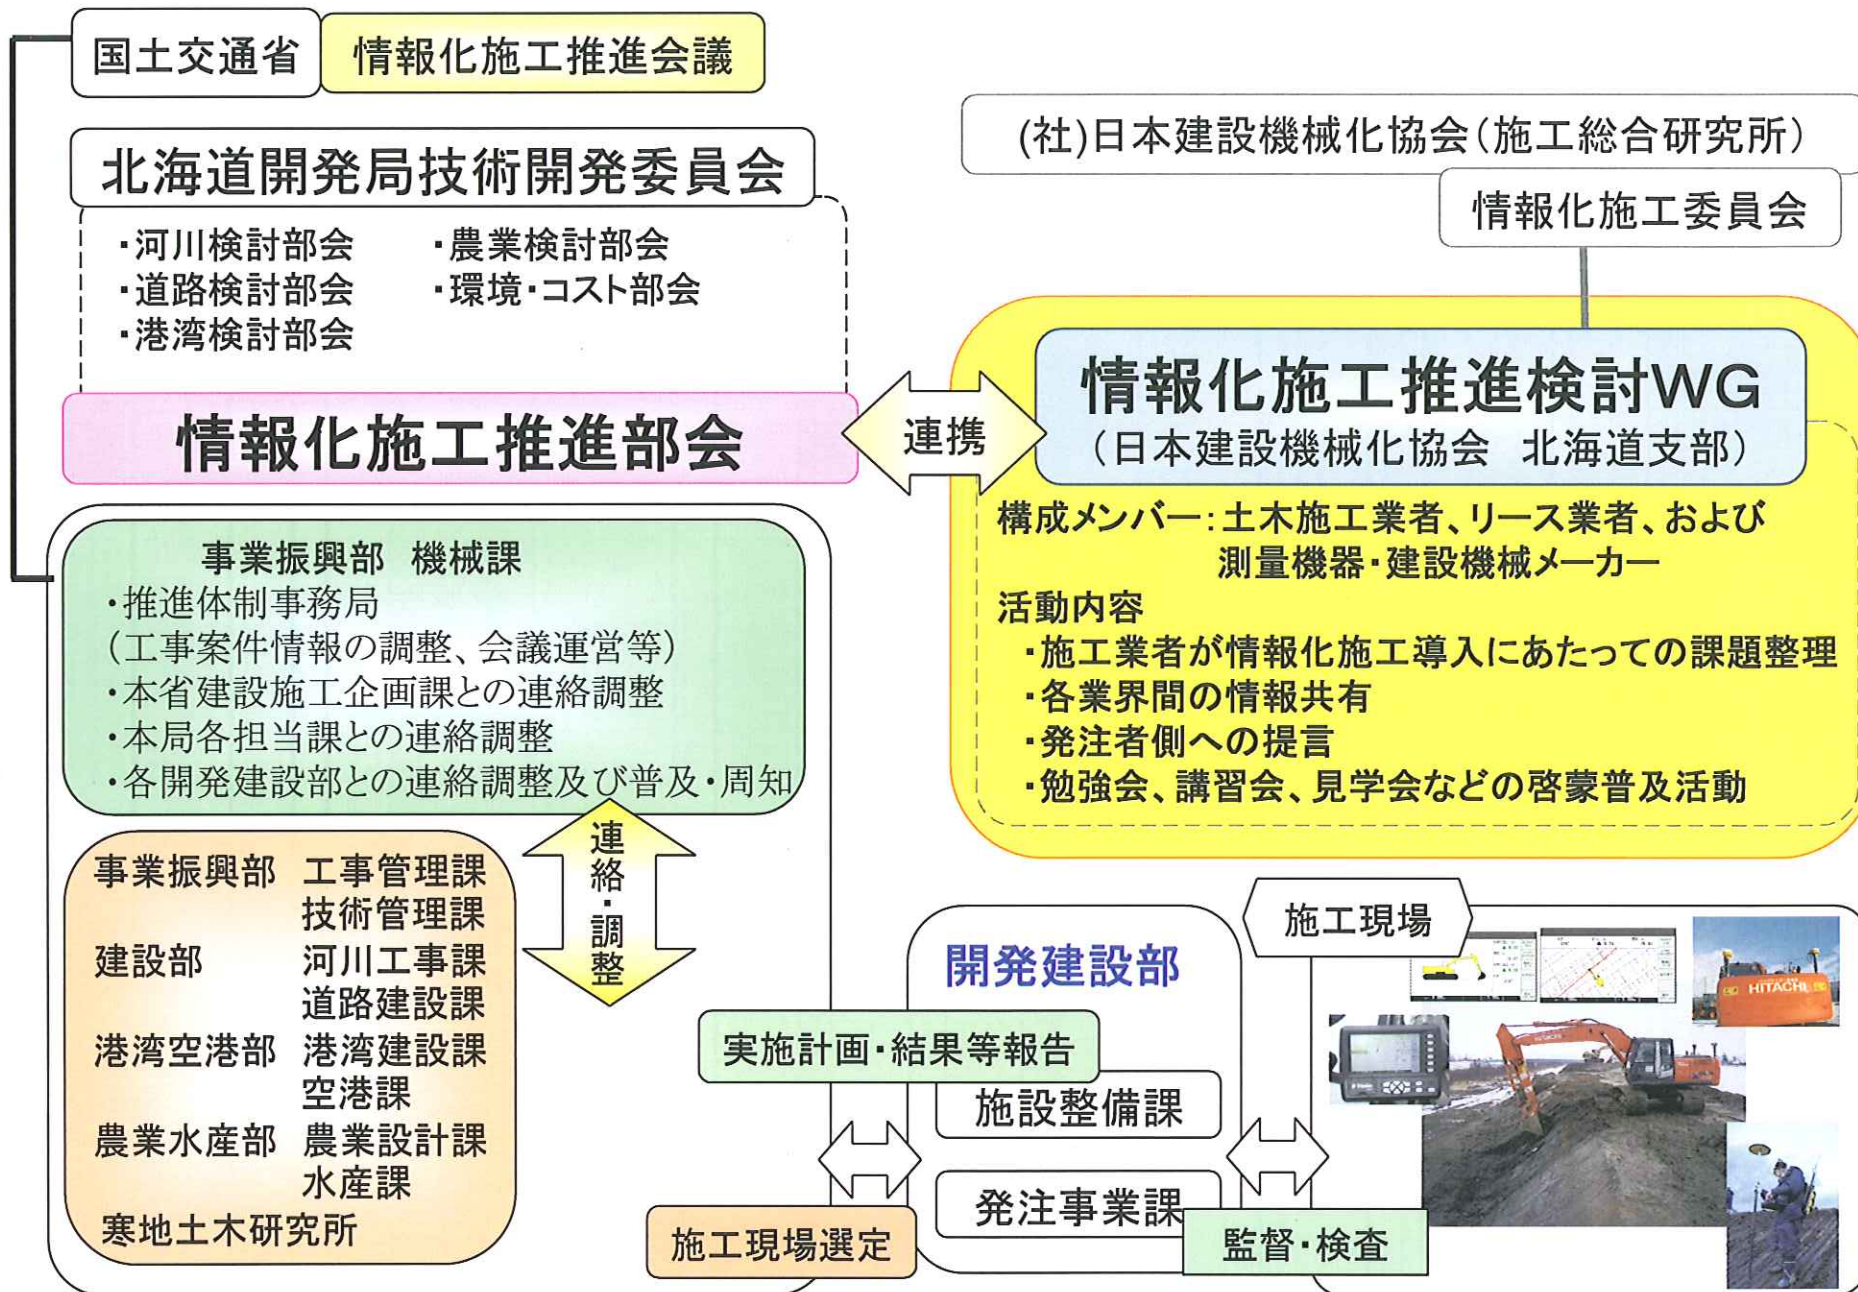 国土交通省
情報化施工推進会議
北海道開発局技術開発委員会
・河川検討部会
・道路検討部会
・港湾検討部会
・農業検討部会
・環境・コスト部会
情報化施工推進部会
連携
(社)日本建設機械化協会(施工総合研究所)
情報化施工委員会
情報化施工推進検討WG
(日本建設機械化協会 北海道支部)
構成メンバー:土木施工業者、リース業者、および
測量機器・建設機械メーカー
活動内容
・施工業者が情報化施工導入にあたっての課題整理
・各業界間の情報共有
・発注者側への提言
・勉強会、講習会、見学会などの啓蒙普及活動
事業振興部 機械課
・推進体制事務局
(工事案件情報の調整、会議運営等)
・本省建設施工企画課との連絡調整
・本局各担当課との連絡調整
・各開発建設部との連絡調整及び普及・周知
連絡・調整
事業振興部 工事管理課
技術管理課
建設部 河川工事課
道路建設課
港湾空港部 港湾建設課
空港課
農業水産部 農業設計課
水産課
寒地土木研究所
開発建設部
実施計画・結果等報告
施設整備課
発注事業課
施工現場選定
監督・検査
施工現場
HITACHI